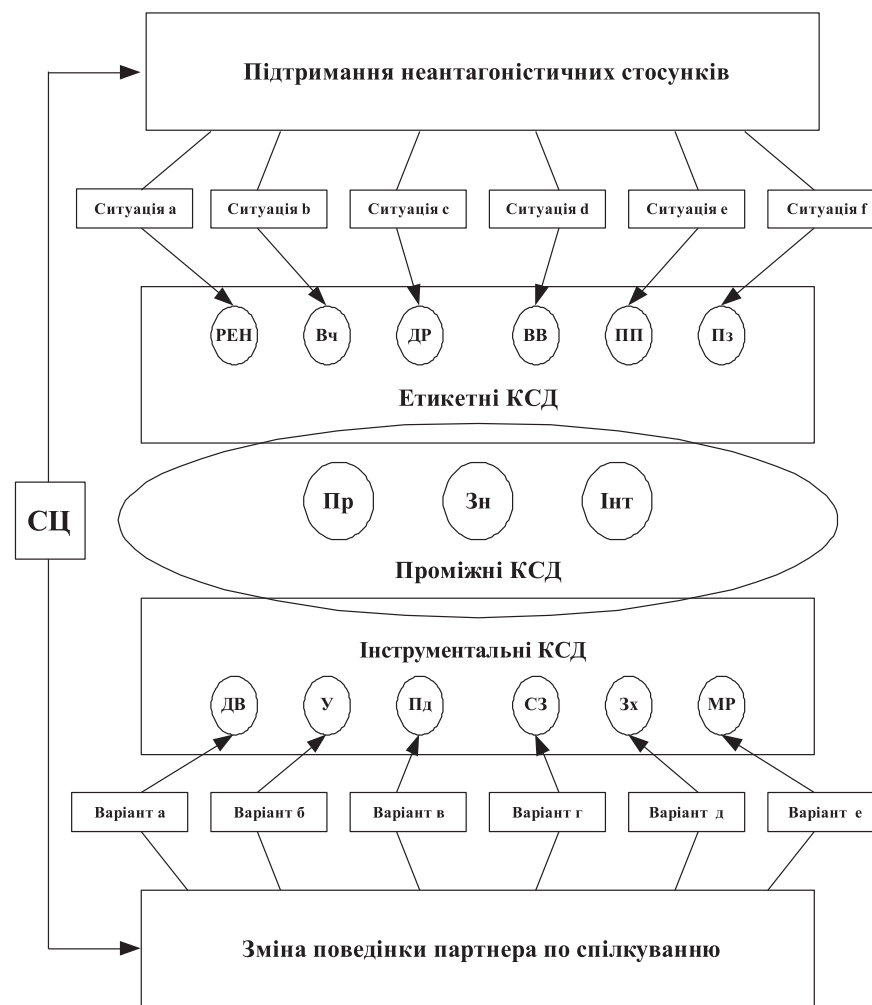 Підтримання неантагоністичних стосунків
Ситуація a
Ситуація b
Ситуація c
Ситуація d
Ситуація e
Ситуація f
РЕН
Вч
ДР
ВВ
ПП
Пз
Етикетні КСД
СЦ
Пр
Зн
Інт
Проміжні КСД
Інструментальні КСД
ДВ
У
Пд
СЗ
Зх
МР
Варіант а
Варіант б
Варіант в
Варіант г
Варіант д
Варіант е
Зміна поведінки партнера по спілкуванню